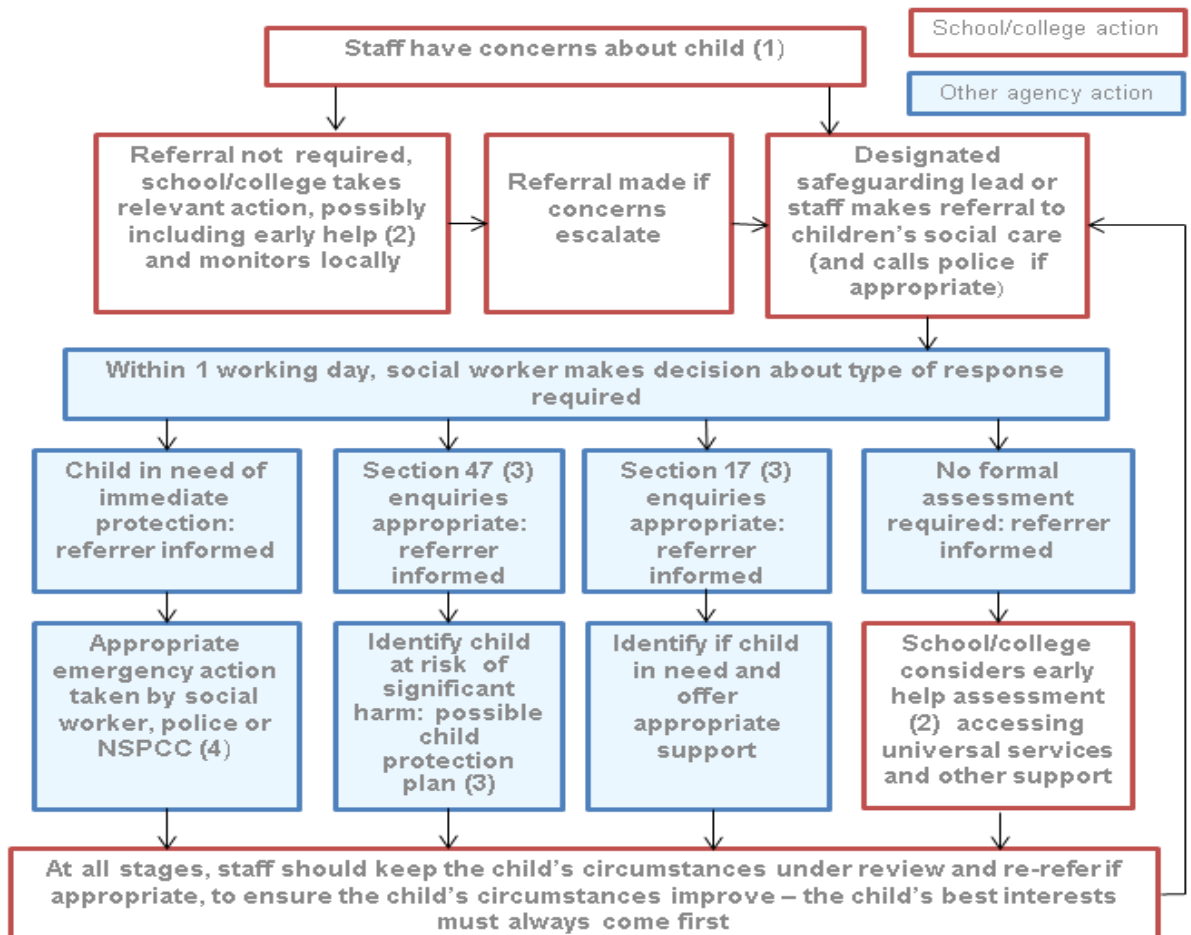 Staff have concerns about child (1)
School/college action
Other agency action
Referral not required,
school/college takes
relevant action, possibly
including early help (2)
and monitors locally
Referral made if
concerns
escalate
Designated
safeguarding lead or
staff makes referral to
children's social care
(and calls police if
appropriate)
Within 1 working day, social worker makes decision about type of response
required
Child in need of
immediate
protection:
referrer informed
Section 47 (3)
enquiries
appropriate:
referrer
informed
Section 17 (3)
enquiries
appropriate:
referrer
informed
No formal
assessment
required: referrer
informed
Appropriate
emergency action
taken by social
worker, police or
NSPCC (4)
Identify child
at risk of
significant
harm: possible
child
protection
plan (3)
Identify if child
in need and
offer
appropriate
support
School/college
considers early
help assessment
(2) accessing
universal services
and other support
At all stages, staff should keep the child's circumstances under review and re-refer if
appropriate, to ensure the child's circumstances improve – the child's best interests
must always come first